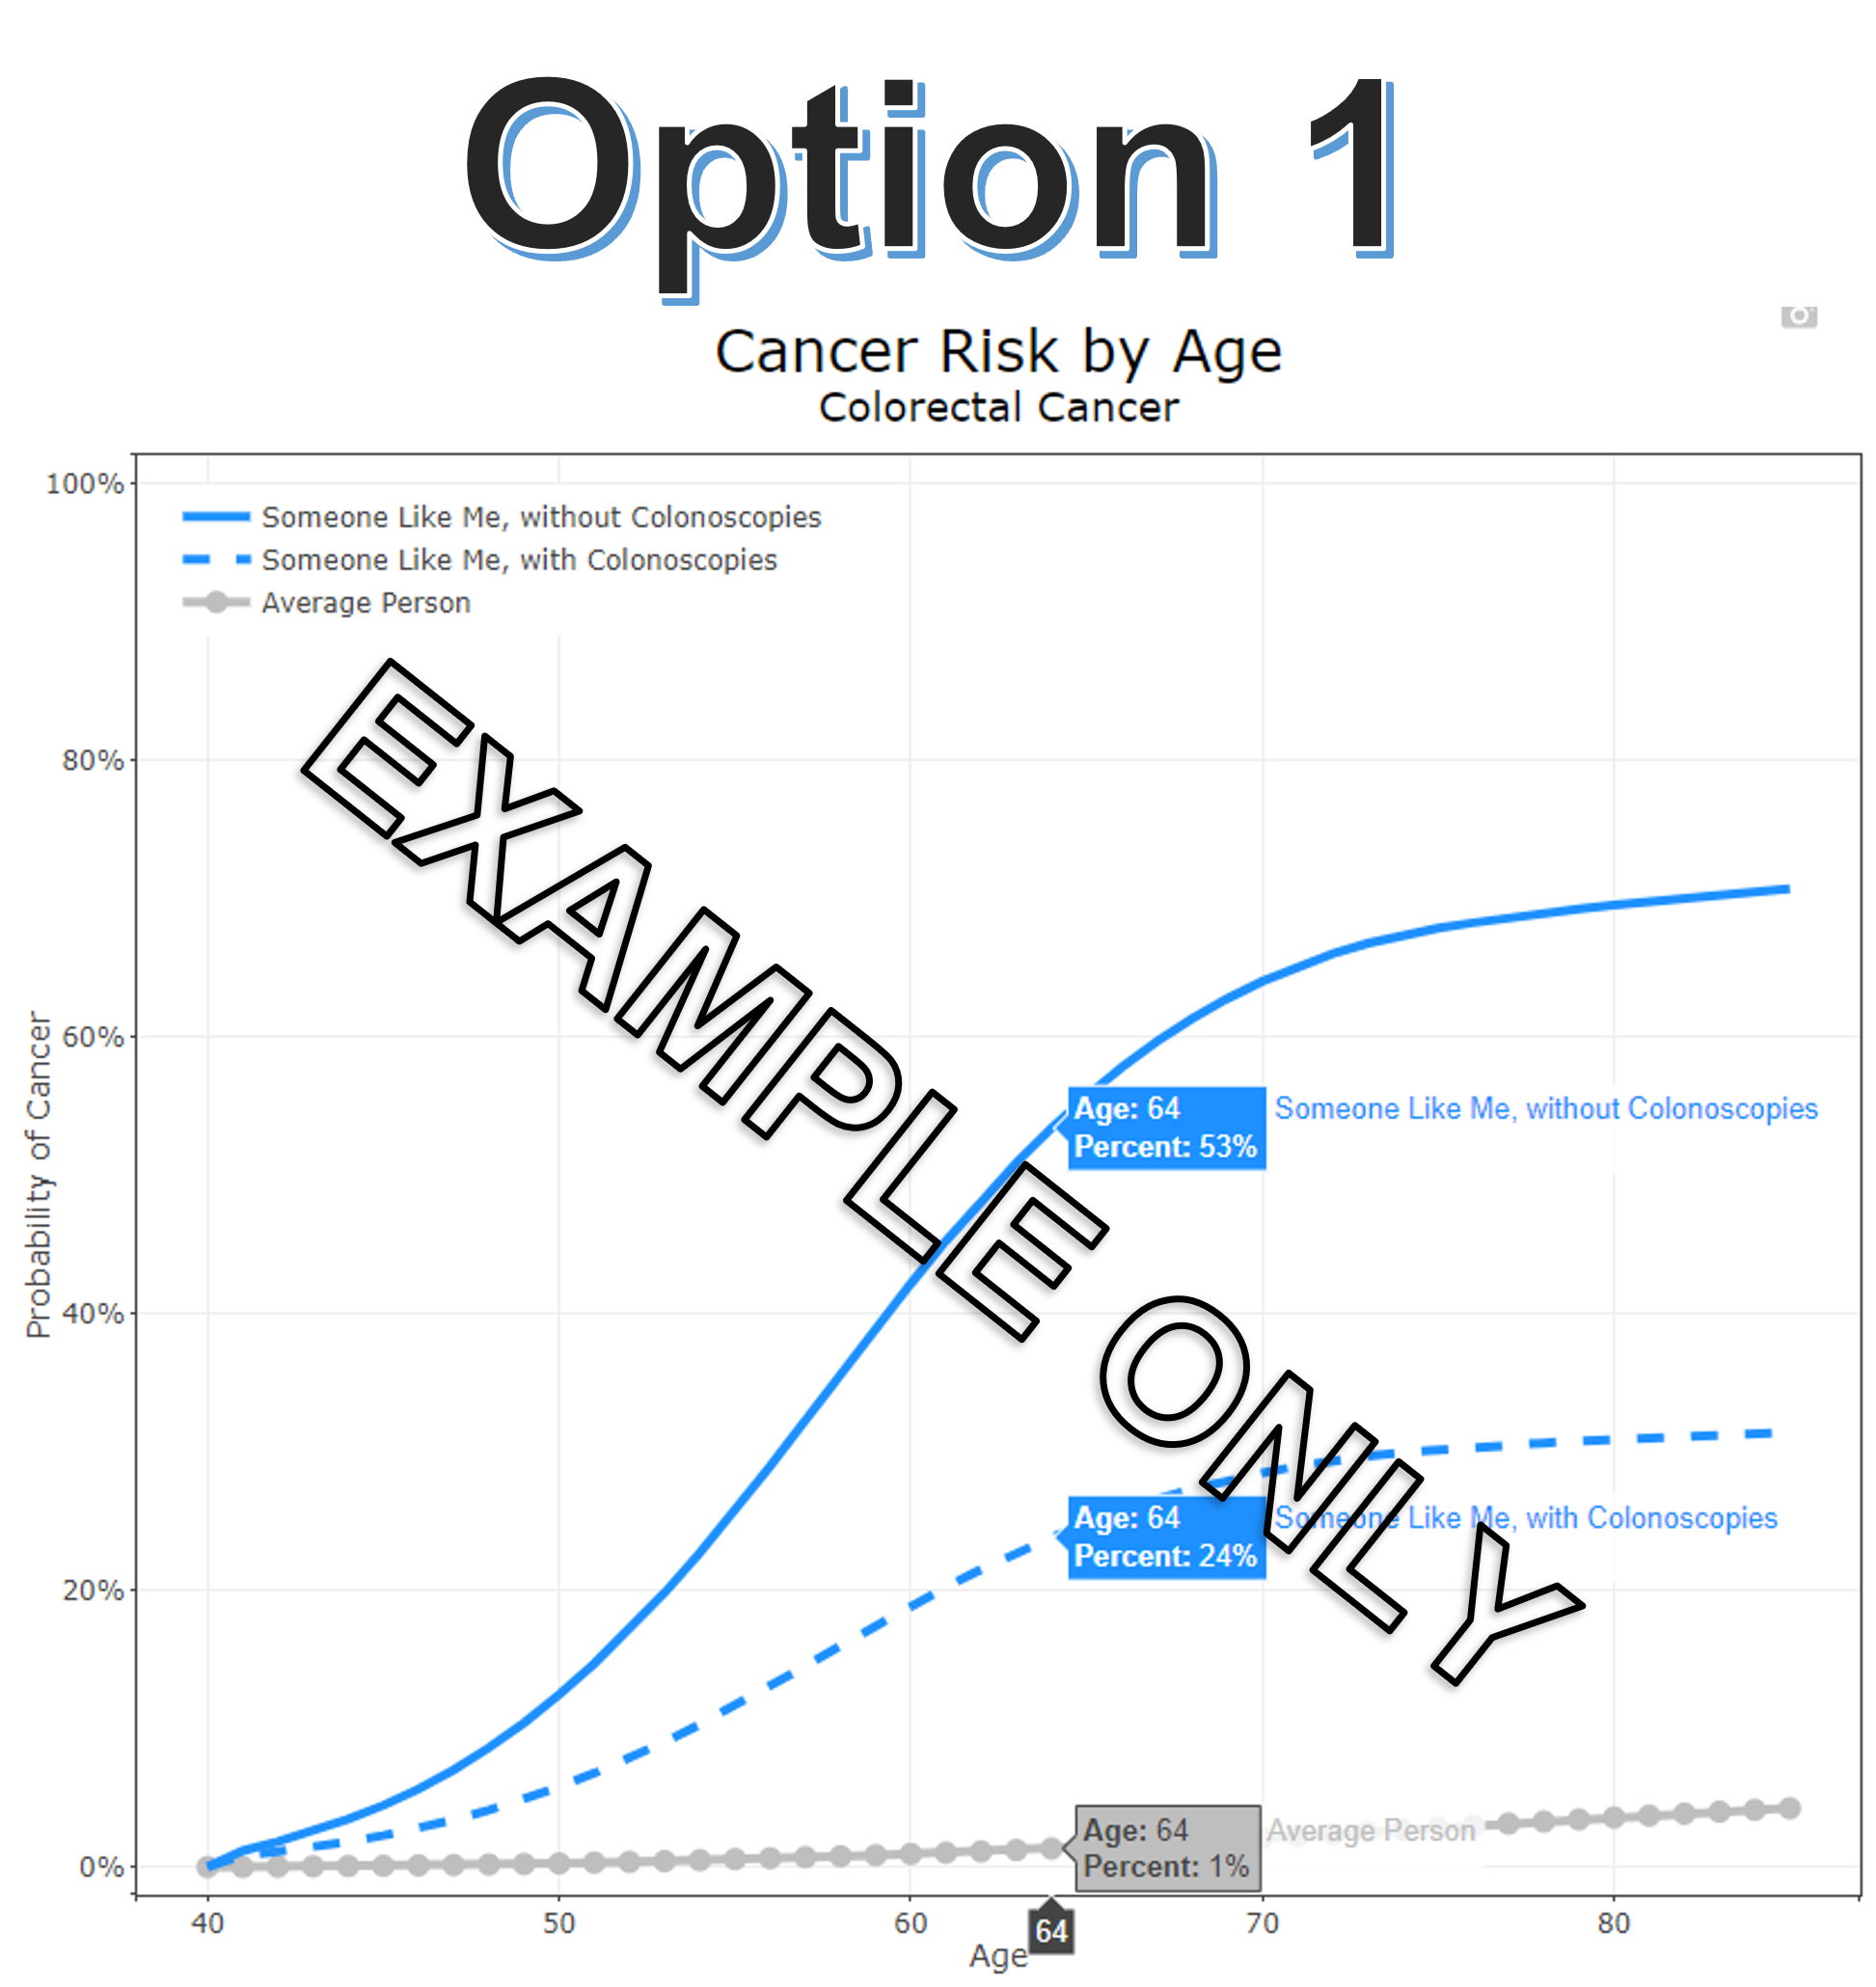 Option 1
Cancer Risk by Age
Colorectal Cancer
100%
Someone Like Me, without Colonoscopies
Someone Like Me, with Colonoscopies
Average Person
EXAMPLE ONLY
80%
60%
40%
20%
0%
Probability of Cancer
Age: 64
Percent: 53%
Someone Like Me, without Colonoscopies
Age: 64
Percent: 24%
Someone Like Me, with Colonoscopies
Age: 64
Percent: 1%
Average Person
40
50
60
64
70
80
Age